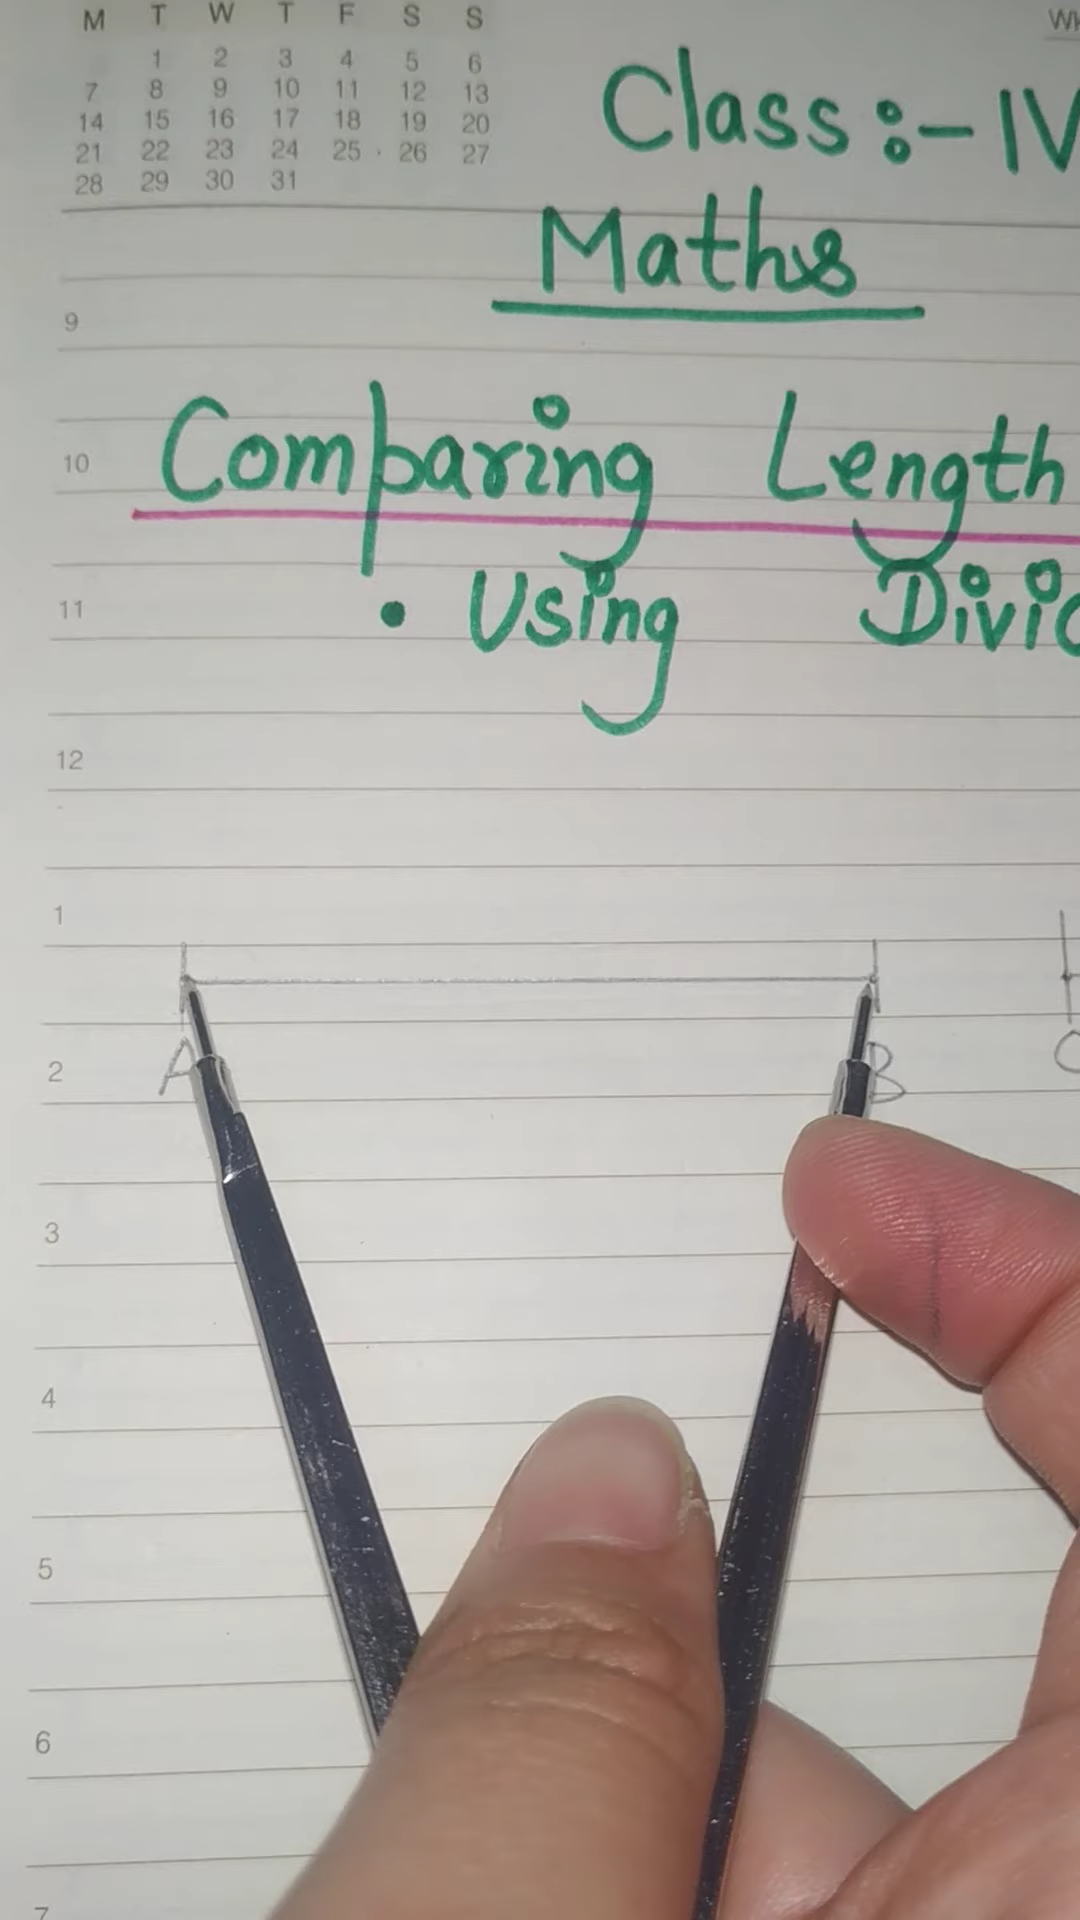 M T W T F S S
1 2 3 4 5 6
7 8 9 10 11 12 13
14 15 16 17 18 19 20
21 22 23 24 25 26 27
28 29 30 31
Class :- IV
Maths
9
Comparing Length
10
• Using
11
12
1
A B
2
3
4
5
6
7